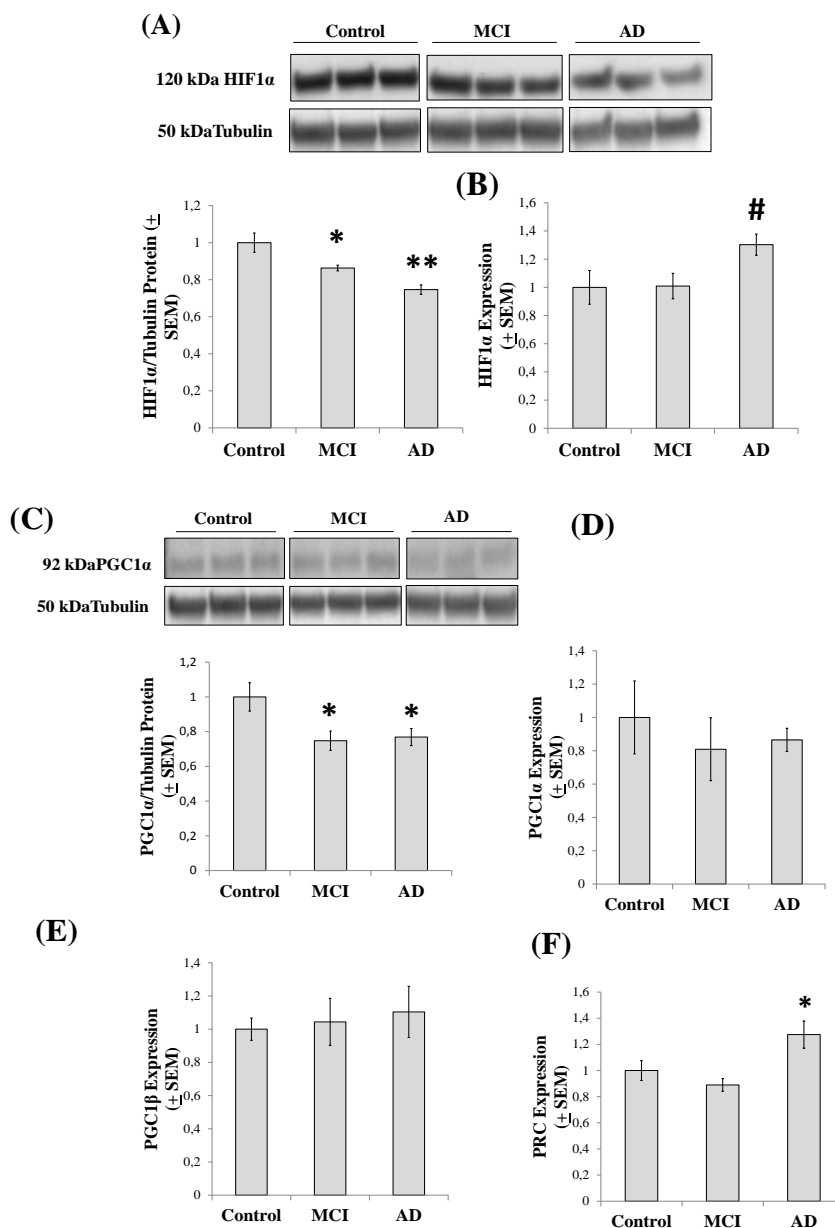 (A)
Control MCI AD
120 kDa HIF1α
50 kDaTubulin
HIF1α/Tubulin Protein (±
SEM)
1,2
1
0,8
0,6
0,4
0,2
0
*
**
Control MCI AD
(B)
HIF1α Expression
(± SEM)
1,6
1,4
1,2
1
0,8
0,6
0,4
0,2
0
#
Control MCI AD
(C)
Control MCI AD
92 kDaPGC1α
50 kDaTubulin
PGC1α/Tubulin Protein
(± SEM)
1,2
1
0,8
0,6
0,4
0,2
0
*
*
Control MCI AD
(D)
PGC1α Expression
(± SEM)
1,4
1,2
1
0,8
0,6
0,4
0,2
0
Control MCI AD
(E)
PGC1β Expression
(± SEM)
1,4
1,2
1
0,8
0,6
0,4
0,2
0
Control MCI AD
(F)
PRC Expression
(± SEM)
1,6
1,4
1,2
1
0,8
0,6
0,4
0,2
0
*
Control MCI AD